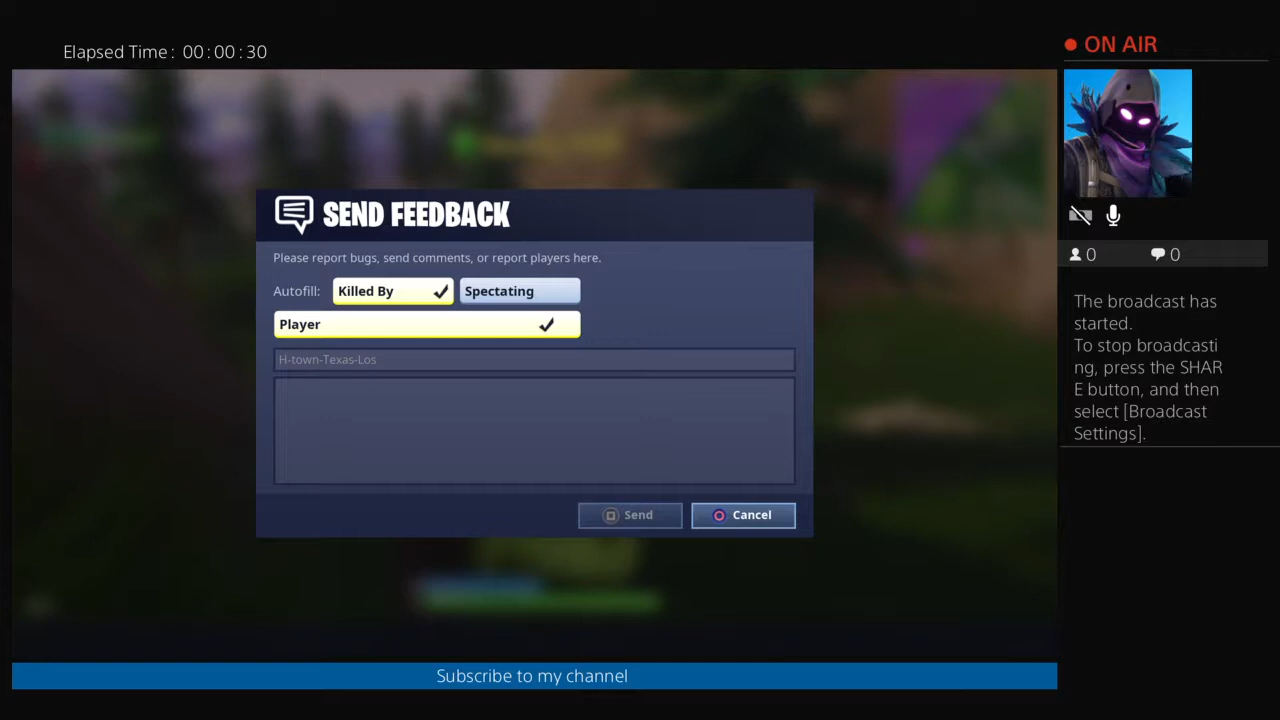 Elapsed Time: 00:00:30
ON AIR
SEND FEEDBACK
Please report bugs, send comments, or report players here.
Autofill: Killed By Spectating
Player
H-town-Texas-Los
Send Cancel
0 0
The broadcast has
started.
To stop broadcasti
ng, press the SHAR
E button, and then
select [Broadcast
Settings].
Subscribe to my channel